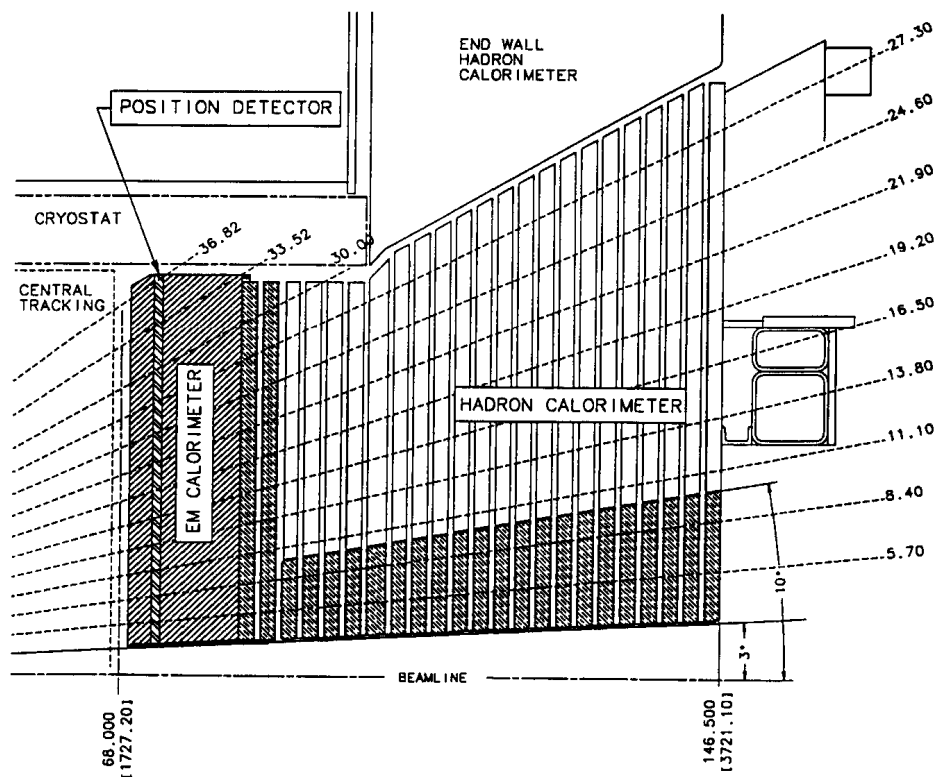 END WALL
HADRON
CALORIMETER
27.30
POSITION DETECTOR
24.60
21.90
CRYOSTAT
36.82
33.52
30.00
19.20
CENTRAL
TRACKING
16.50
EM CALORIMETER
HADRON CALORIMETER
13.80
11.10
8.40
5.70
10°
3°
BEAMLINE
68.000
[1727.20]
146.500
[3721.10]